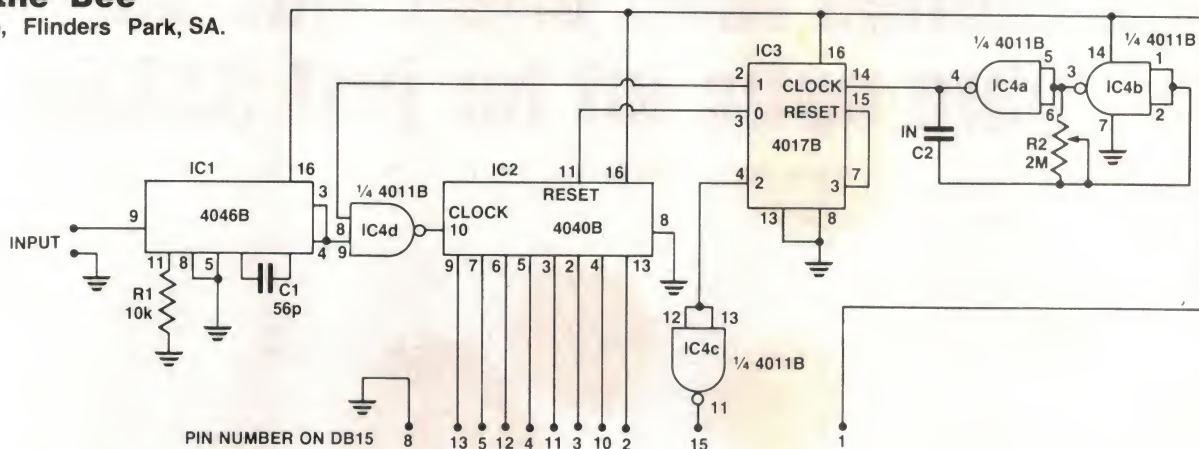 the Bee
, Flinders Park, SA.
IC3
16
¼ 4011B
14
¼ 4011B
2
1
CLOCK
14
4
5
IC4a
3
IC4b
1
15
RESET
0
3
4017B
IN
C2
6
7
2
R2
2M
IC1
16
11
IC2
16
4
2
3
7
3
¼ 4011B
RESET
9
4046B
8
CLOCK
8
INPUT
IC4d
10
4040B
13
8
4
9
11
8
5
C1
56p
9
7
6
5
3
2
4
13
R1
10k
12
13
IC4c
¼ 4011B
11
PIN NUMBER ON DB15
8
13
5
12
4
11
3
10
2
15
1